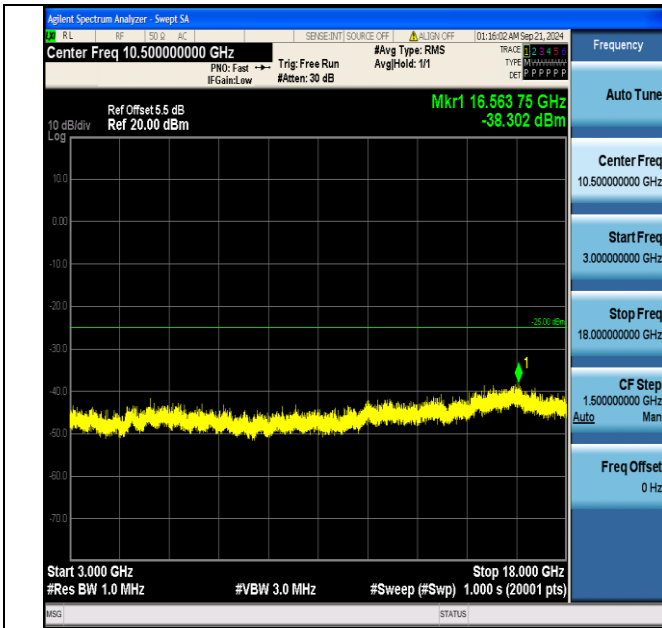 Agilent Spectrum Analyzer - Swept SA
RL RF 50 Ω AC SENSE:INT SOURCE OFF ALIGN OFF 01:16:02 AM Sep 21, 2024
Center Freq 10.500000000 GHz
PNO: Fast
IFGain:Low
Trig: Free Run
#Atten: 30 dB
#Avg Type: RMS
Avg|Hold: 1/1
TRACE 1 2 3 4 5 6
TYPE M
DET P P P P P P
Ref Offset 5.5 dB
10 dB/div Ref 20.00 dBm
Log
Mkr1 16.563 75 GHz
-38.302 dBm
10.0
0.00
-10.0
-20.0
-25.00 dBm
-30.0
1
-40.0
-50.0
-60.0
-70.0
Start 3.000 GHz Stop 18.000 GHz
#Res BW 1.0 MHz #VBW 3.0 MHz #Sweep (#Swp) 1.000 s (20001 pts)
MSG STATUS
Frequency
Auto Tune
Center Freq
10.500000000 GHz
Start Freq
3.000000000 GHz
Stop Freq
18.000000000 GHz
CF Step
1.500000000 GHz
Auto Man
Freq Offset
0 Hz